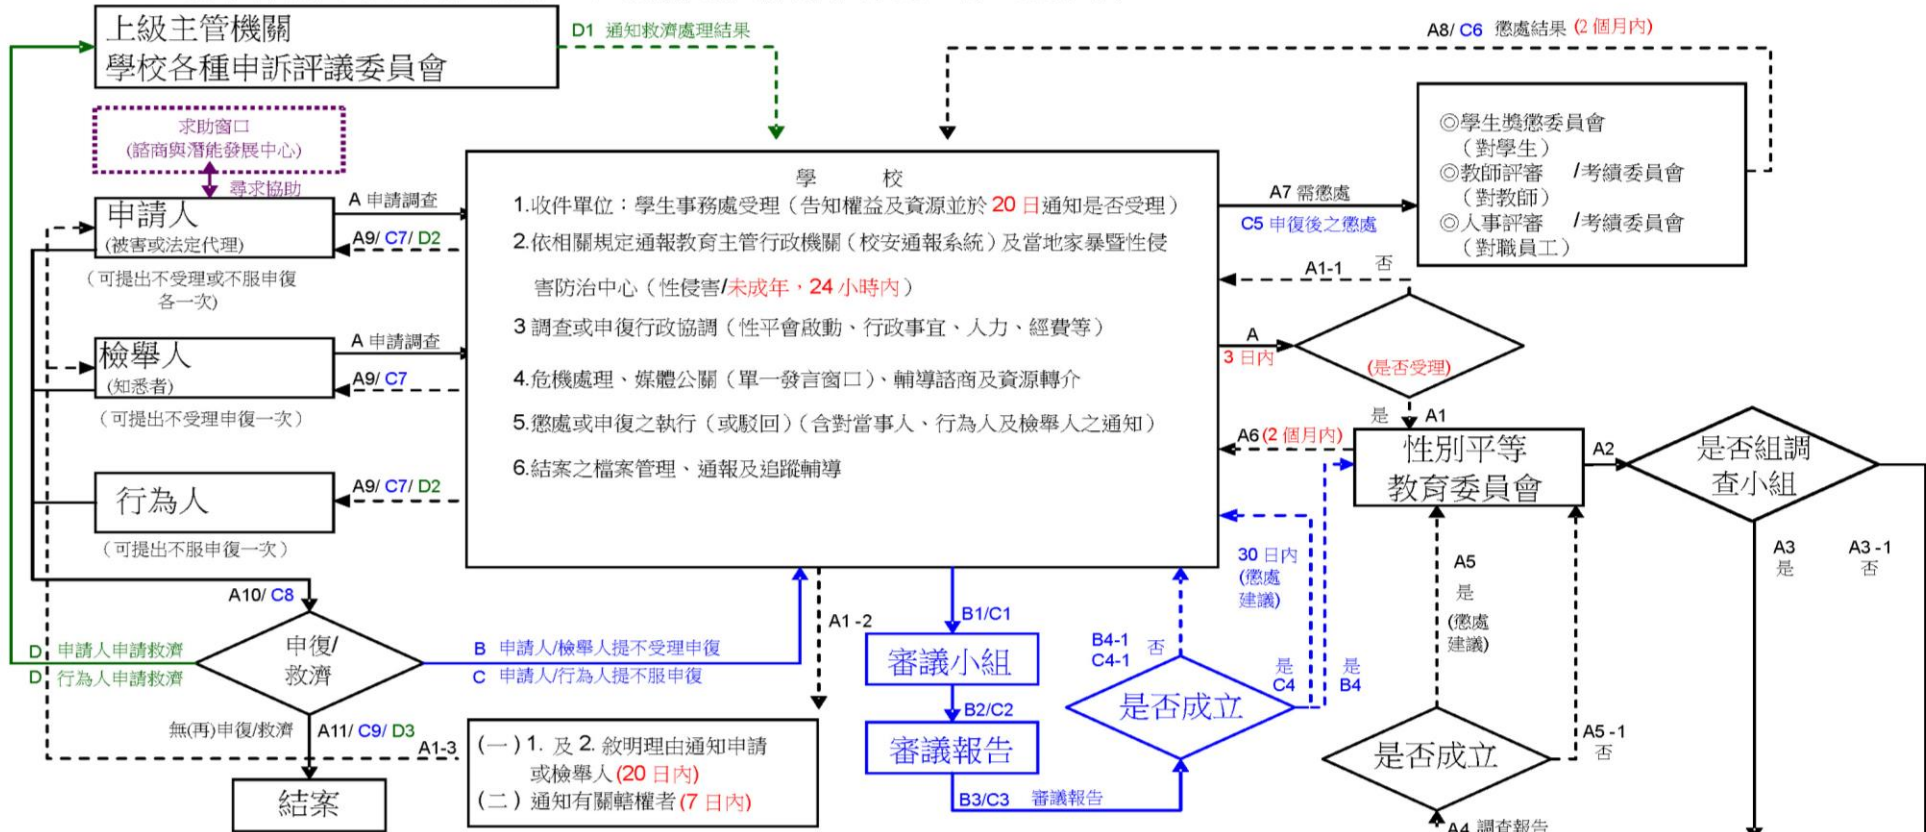 上級主管機關
學校各種申訴評議委員會
D1 通知救濟處理結果
A8/ C6 懲處結果 (2 個月內)
求助窗口
(諮商與潛能發展中心)
尋求協助
申請人
(被害或法定代理)
(可提出不受理或不服申復
各一次)
A 申請調查
A9/ C7/ D2
檢舉人
(知悉者)
(可提出不受理申復一次)
A 申請調查
A9/ C7
行為人
(可提出不服申復一次)
A9/ C7/ D2
學 校
1.收件單位：學生事務處受理（告知權益及資源並於 20 日通知是否受理）
2.依相關規定通報教育主管行政機關（校安通報系統）及當地家暴暨性侵
害防治中心（性侵害/未成年，24 小時內）
3 調查或申復行政協調（性平會啟動、行政事宜、人力、經費等）
4.危機處理、媒體公關（單一發言窗口）、輔導諮商及資源轉介
5.懲處或申復之執行（或駁回）（含對當事人、行為人及檢舉人之通知）
6.結案之檔案管理、通報及追蹤輔導
A7 需懲處
C5 申復後之懲處
◎學生獎懲委員會
（對學生）
◎教師評審 /考績委員會
（對教師）
◎人事評審 /考績委員會
（對職員工）
A1-1 否
A
3 日內
(是否受理)
是 A1
A6 (2 個月內)
性別平等
教育委員會
A2
是否組調
查小組
A3
是
A3 -1
否
A5
是
(懲處
建議)
A5 -1
否
是否成立
A4 調查報告
30 日內
(懲處
建議)
B4-1
C4-1
否
是
C4
是
B4
是否成立
B1/C1
審議小組
B2/C2
審議報告
B3/C3 審議報告
A1 -2
A10/ C8
申復/
救濟
D 申請人申請救濟
D 行為人申請救濟
B 申請人/檢舉人提不受理申復
C 申請人/行為人提不服申復
無(再)申復/救濟
A11/ C9/ D3
A1-3
結案
(一) 1. 及 2. 敘明理由通知申請
或檢舉人 (20 日內)
(二) 通知有關轄權者 (7 日內)